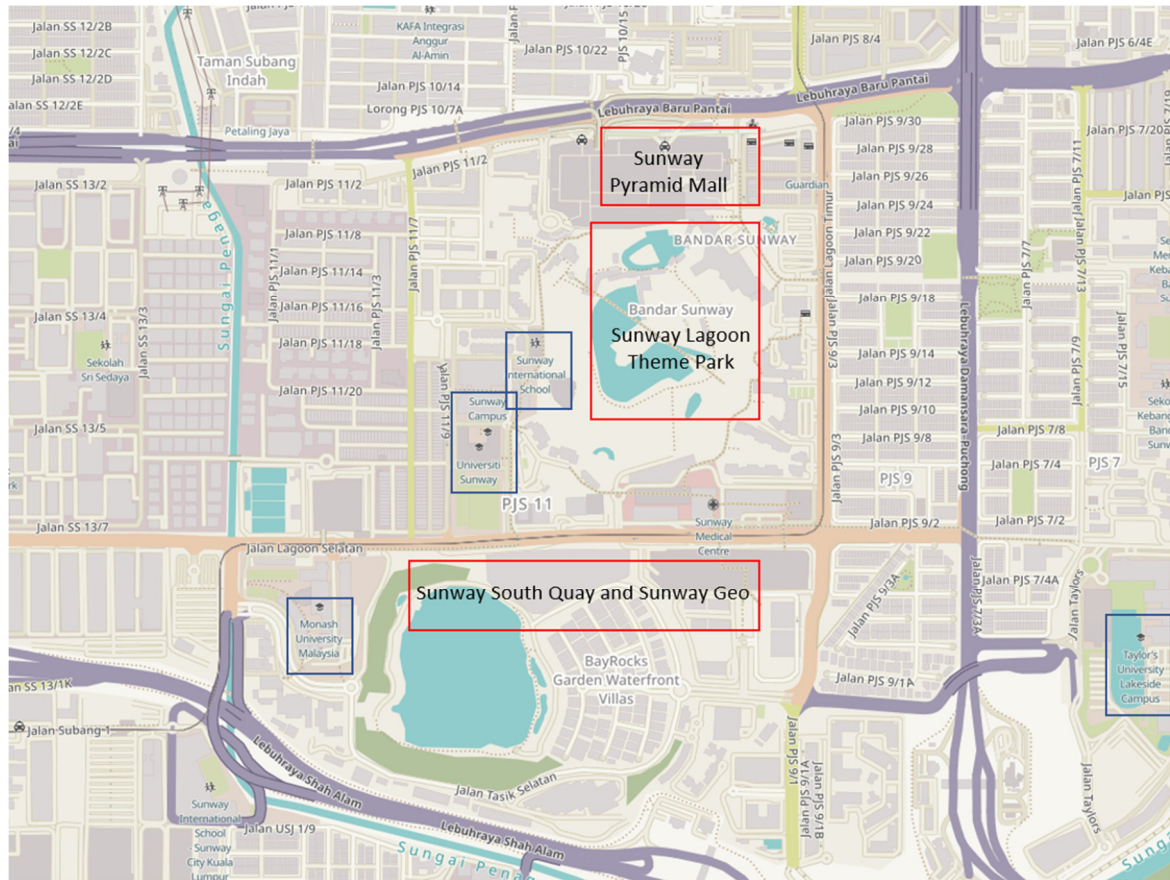 Jalan SS 12/2B
Jalan SS 12/2C
Jalan SS 12/2D
alan SS 12/2E
Taman Subang
Indah
KAFA Integrasi
Anggur
Al-Amin
Jalan PJS 10/22
PJS 10/15
Jalan PJS 8/4
Jalan PJS 6/4E
Jalan PJS 10/14
Lorong PJS 10/7A
Lebuhraya Baru Pantai
Lebuhraya Baru Pantai
Petaling Jaya
Jalan PJS 11/2
Jalan PJS 11/2
Jalan SS 13/2
Sungai Penaga
Sunway
Pyramid Mall
Guardian
Jalan PJS 9/30
Jalan PJS 9/28
Jalan PJS 9/26
Jalan PJS 9/24
Jalan PJS 9/22
Jalan PJS 9/20
Jalan PJS 9/18
Jalan PJS 9/14
Jalan PJS 9/12
Jalan PJS 9/10
Jalan PJS 9/8
Jalan PJS 7/11
Jalan PJS 7/20a
Jalan PJS 7/13
Jalan PJS 7/7
Jalan PJS 7/9
Jalan PJS 7/15
Jalan PJS 11/1
Jalan PJS 11/8
Jalan PJS 11/14
Jalan PJS 11/16
Jalan PJS 11/18
Jalan PJS 11/20
Jalan PJS 11/3
Jalan PJS 11/7
Jalan PJS 11/9
BANDAR SUNWAY
Bandar Sunway
Sunway Lagoon
Theme Park
Jalan Lagoon Timur
Jalan PJS 9/3
Jalan PJS 9/3
Lebuhraya Damansara-Puchong
Jalan SS 13/4
Jalan SS 13/3
Sekolah
Sri Sedaya
Jalan SS 13/5
Sunway
International
School
Sunway
Campus
Universiti
Sunway
PJS 11
PJS 9
PJS 7
Jalan PJS 7/8
Jalan PJS 7/4
Jalan PJS 7/2
Jalan PJS 9/2
Sunway
Medical
Centre
Jalan SS 13/7
Jalan Lagoon Selatan
Sunway South Quay and Sunway Geo
Monash
University
Malaysia
BayRocks
Garden Waterfront
Villas
Jalan PJS 9/3A
Jalan PJS 9/1A
Jalan PJS 7/3A
Jalan PJS 7/4A
Jalan Taylors
Taylor's
University
Lakeside
Campus
an SS 13/1K
Jalan Subang 1
Lebuhraya Shah Alam
Jalan Tasik Selatan
Jalan PJS 9/1
Jalan PJS 9/1A
Jalan PJS 9/1B
Jalan Taylors
Sunway
International
School -
Sunway
City Kuala
Lumpur
Jalan USJ 1/9
Lebuhraya Shah Alam
Sungai Penag